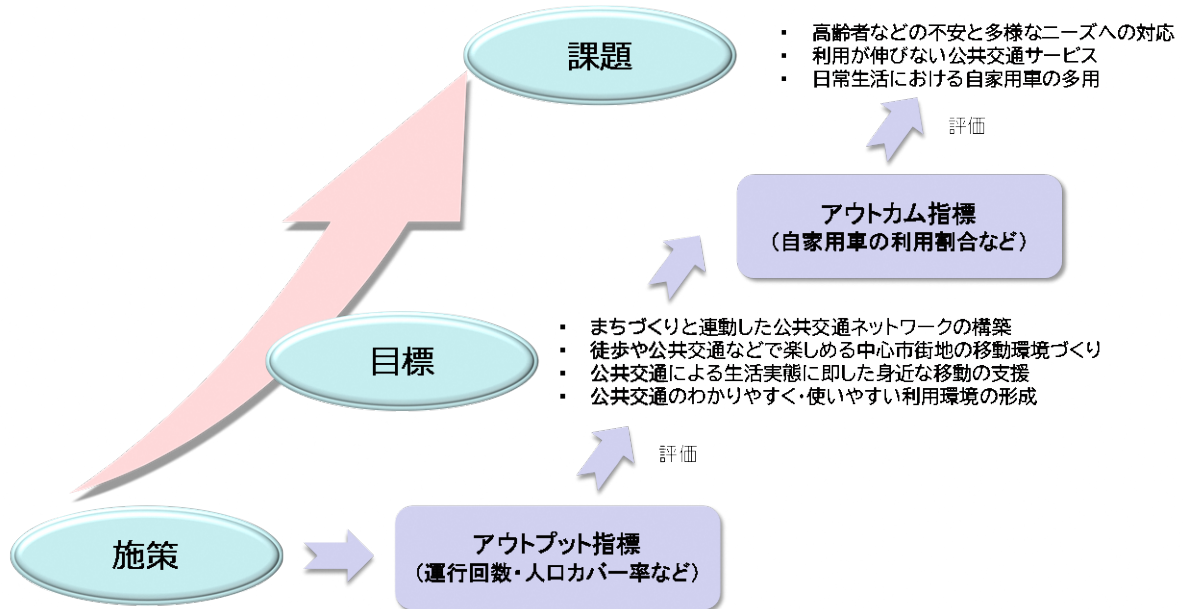 課題
▪ 高齢者などの不安と多様なニーズへの対応
▪ 利用が伸びない公共交通サービス
▪ 日常生活における自家用車の多用
評価
アウトカム指標
（自家用車の利用割合など）
目標
▪ まちづくりと連動した公共交通ネットワークの構築
▪ 徒歩や公共交通などで楽しめる中心市街地の移動環境づくり
▪ 公共交通による生活実態に即した身近な移動の支援
▪ 公共交通のわかりやすく・使いやすい利用環境の形成
評価
施策
アウトプット指標
（運行回数・人口カバー率など）